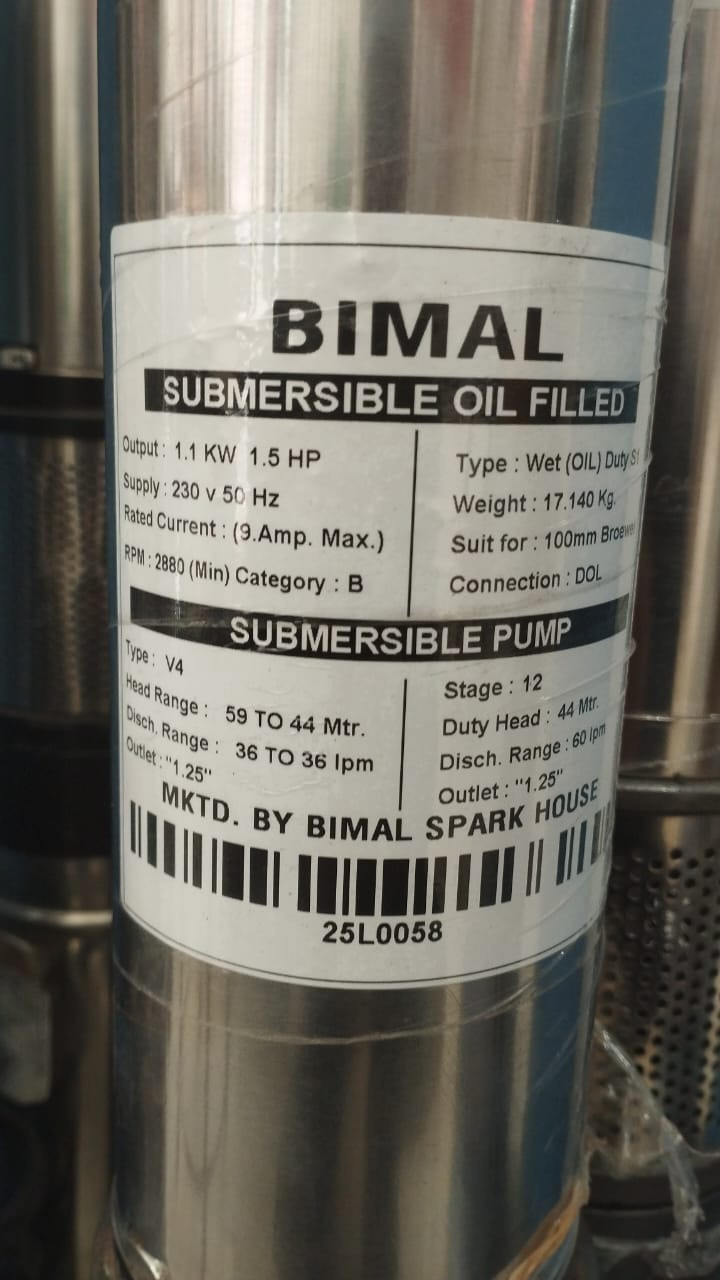 BIMAL
SUBMERSIBLE OIL FILLED
Output : 1.1 KW 1.5 HP
Supply : 230 v 50 Hz
Rated Current : (9.Amp. Max.)
RPM : 2880 (Min) Category : B
Type : Wet (OIL) Duty S1
Weight : 17.140 Kg.
Suit for : 100mm
Connection : DOL
SUBMERSIBLE PUMP
Type : V4
Head Range : 59 TO 44 Mtr.
Disch. Range : 36 TO 36 lpm
Outlet : "1.25"
Stage : 12
Duty Head : 44 Mtr.
Disch. Range : 60 lpm
Outlet : "1.25"
MKTD. BY BIMAL SPARK HOUSE
25L0058